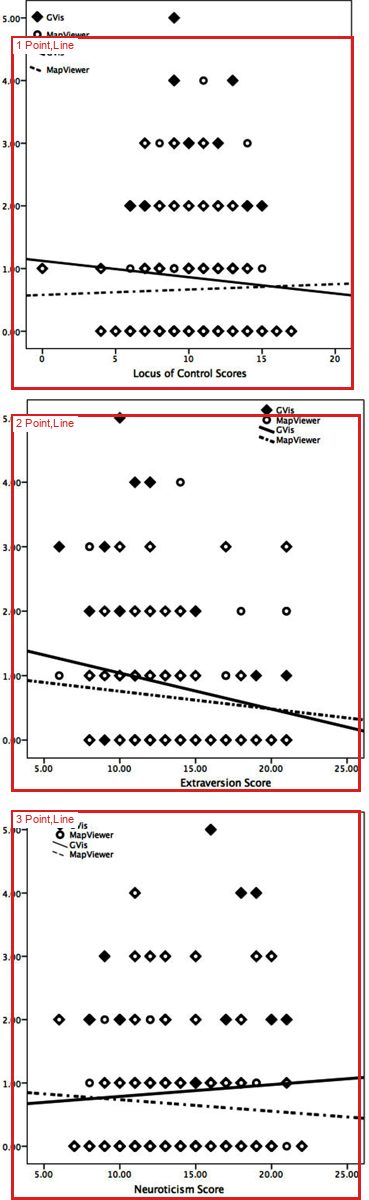 5.00
GVis
MapViewer
1 Point,Line
GVis
MapViewer
4.00
3.00
2.00
1.00
0.00
0 5 10 15 20
Locus of Control Scores
GVis
MapViewer
5.
2 Point,Line
GVis
MapViewer
4.00
3.00
2.00
1.00
0.00
5.00 10.00 15.00 20.00 25.00
Extraversion Score
3 Point,Line
5.00
MapViewer
GVis
MapViewer
4.00
3.00
2.00
1.00
0.00
5.00 10.00 15.00 20.00 25.00
Neuroticism Score